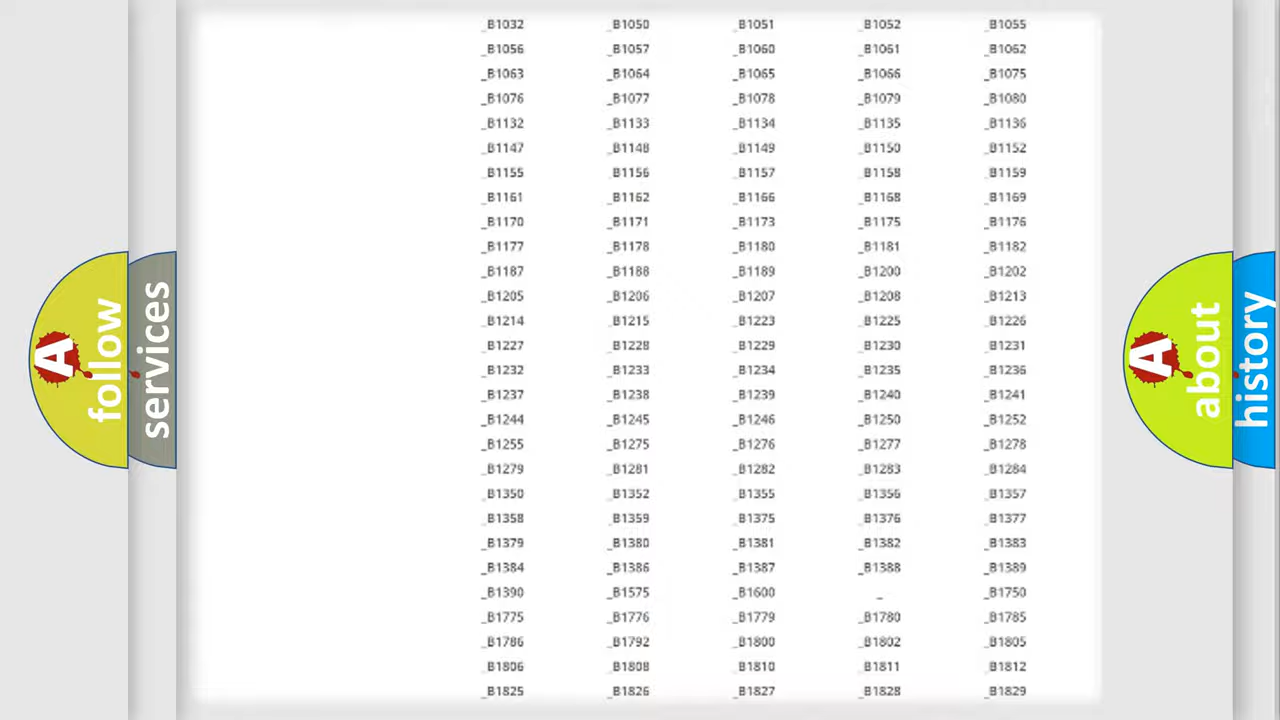 _B1032 _B1050 _B1051 _B1052 _B1055
_B1056 _B1057 _B1060 _B1061 _B1062
_B1063 _B1064 _B1065 _B1066 _B1075
_B1076 _B1077 _B1078 _B1079 _B1080
_B1132 _B1133 _B1134 _B1135 _B1136
_B1147 _B1148 _B1149 _B1150 _B1152
_B1155 _B1156 _B1157 _B1158 _B1159
_B1161 _B1162 _B1166 _B1168 _B1169
_B1170 _B1171 _B1173 _B1175 _B1176
_B1177 _B1178 _B1180 _B1181 _B1182
_B1187 _B1188 _B1189 _B1200 _B1202
_B1205 _B1206 _B1207 _B1208 _B1213
_B1214 _B1215 _B1223 _B1225 _B1226
_B1227 _B1228 _B1229 _B1230 _B1231
_B1232 _B1233 _B1234 _B1235 _B1236
_B1237 _B1238 _B1239 _B1240 _B1241
_B1244 _B1245 _B1246 _B1250 _B1252
_B1255 _B1275 _B1276 _B1277 _B1278
_B1279 _B1281 _B1282 _B1283 _B1284
_B1350 _B1352 _B1355 _B1356 _B1357
_B1358 _B1359 _B1375 _B1376 _B1377
_B1379 _B1380 _B1381 _B1382 _B1383
_B1384 _B1386 _B1387 _B1388 _B1389
_B1390 _B1575 _B1600 _ _B1750
_B1775 _B1776 _B1779 _B1780 _B1785
_B1786 _B1792 _B1800 _B1802 _B1805
_B1806 _B1808 _B1810 _B1811 _B1812
_B1825 _B1826 _B1827 _B1828 _B1829
A
follow
services
A
about
history